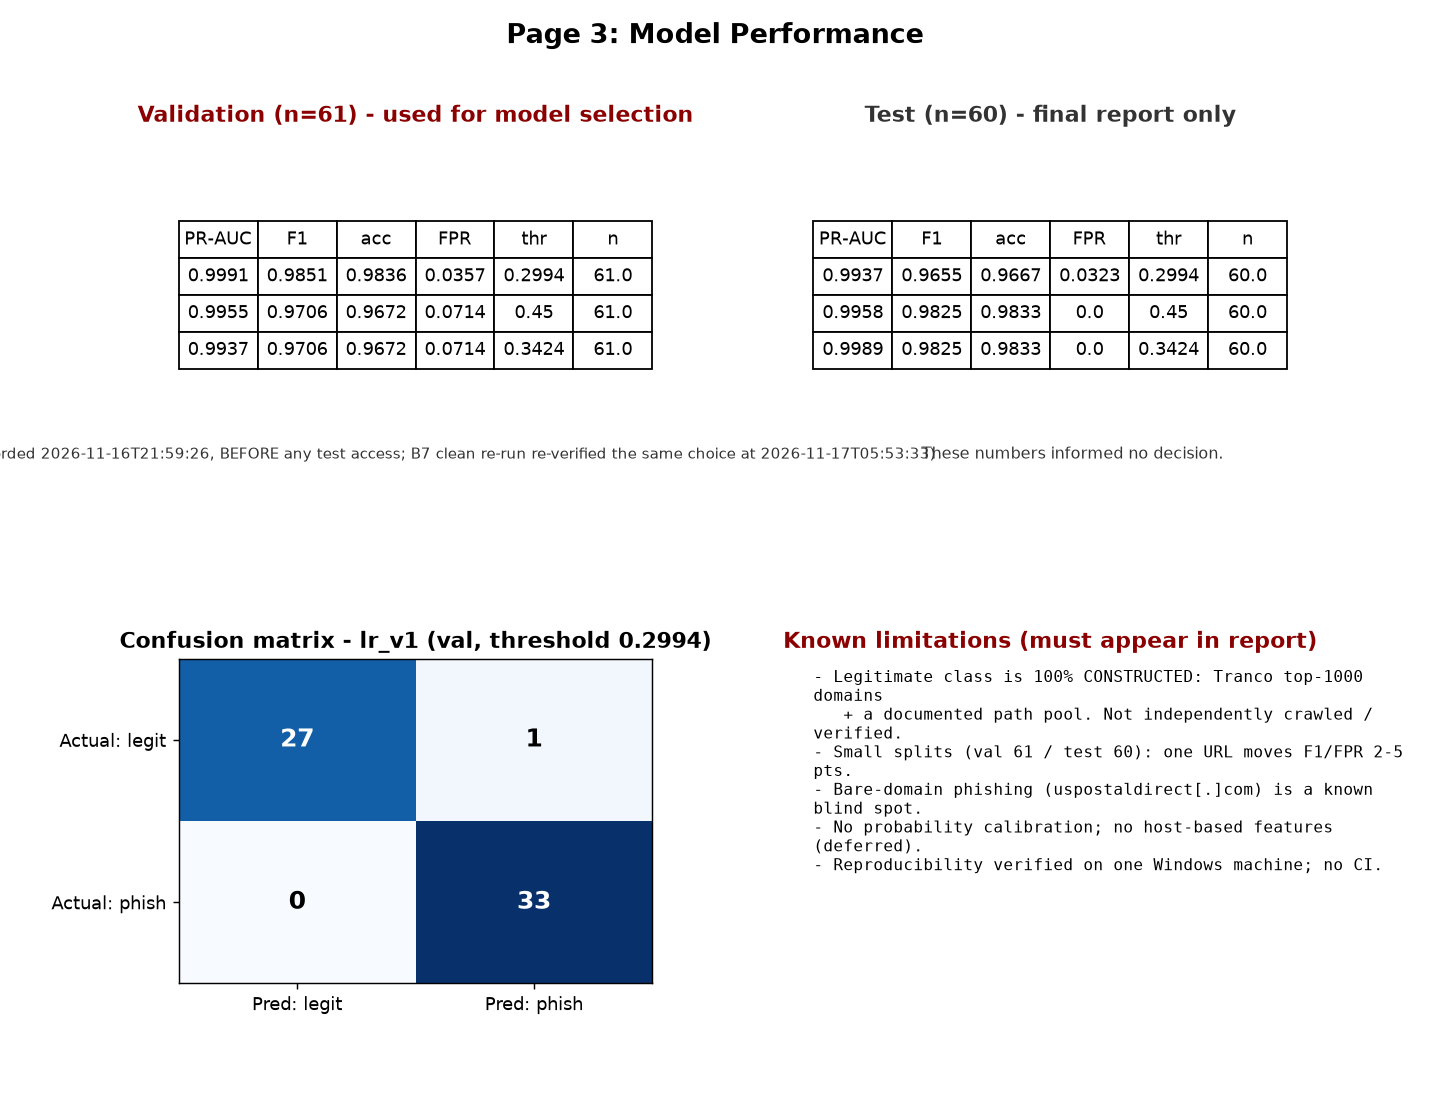 Page 3: Model Performance
Validation (n=61) - used for model selection
Test (n=60) - final report only
PR-AUC F1 acc FPR thr n
0.9991 0.9851 0.9836 0.0357 0.2994 61.0
0.9955 0.9706 0.9672 0.0714 0.45 61.0
0.9937 0.9706 0.9672 0.0714 0.3424 61.0
PR-AUC F1 acc FPR thr n
0.9937 0.9655 0.9667 0.0323 0.2994 60.0
0.9958 0.9825 0.9833 0.0 0.45 60.0
0.9989 0.9825 0.9833 0.0 0.3424 60.0
2026-11-16T21:59:26, BEFORE any test access; B7 clean re-run re-verified the same choice at 2026-11-17T05:53:33)
These numbers informed no decision.
Confusion matrix - lr_v1 (val, threshold 0.2994)
Actual: legit 27 1
Actual: phish 0 33
Pred: legit Pred: phish
Known limitations (must appear in report)
- Legitimate class is 100% CONSTRUCTED: Tranco top-1000
domains
+ a documented path pool. Not independently crawled /
verified.
- Small splits (val 61 / test 60): one URL moves F1/FPR 2-5
pts.
- Bare-domain phishing (uspostaldirect[.]com) is a known
blind spot.
- No probability calibration; no host-based features
(deferred).
- Reproducibility verified on one Windows machine; no CI.